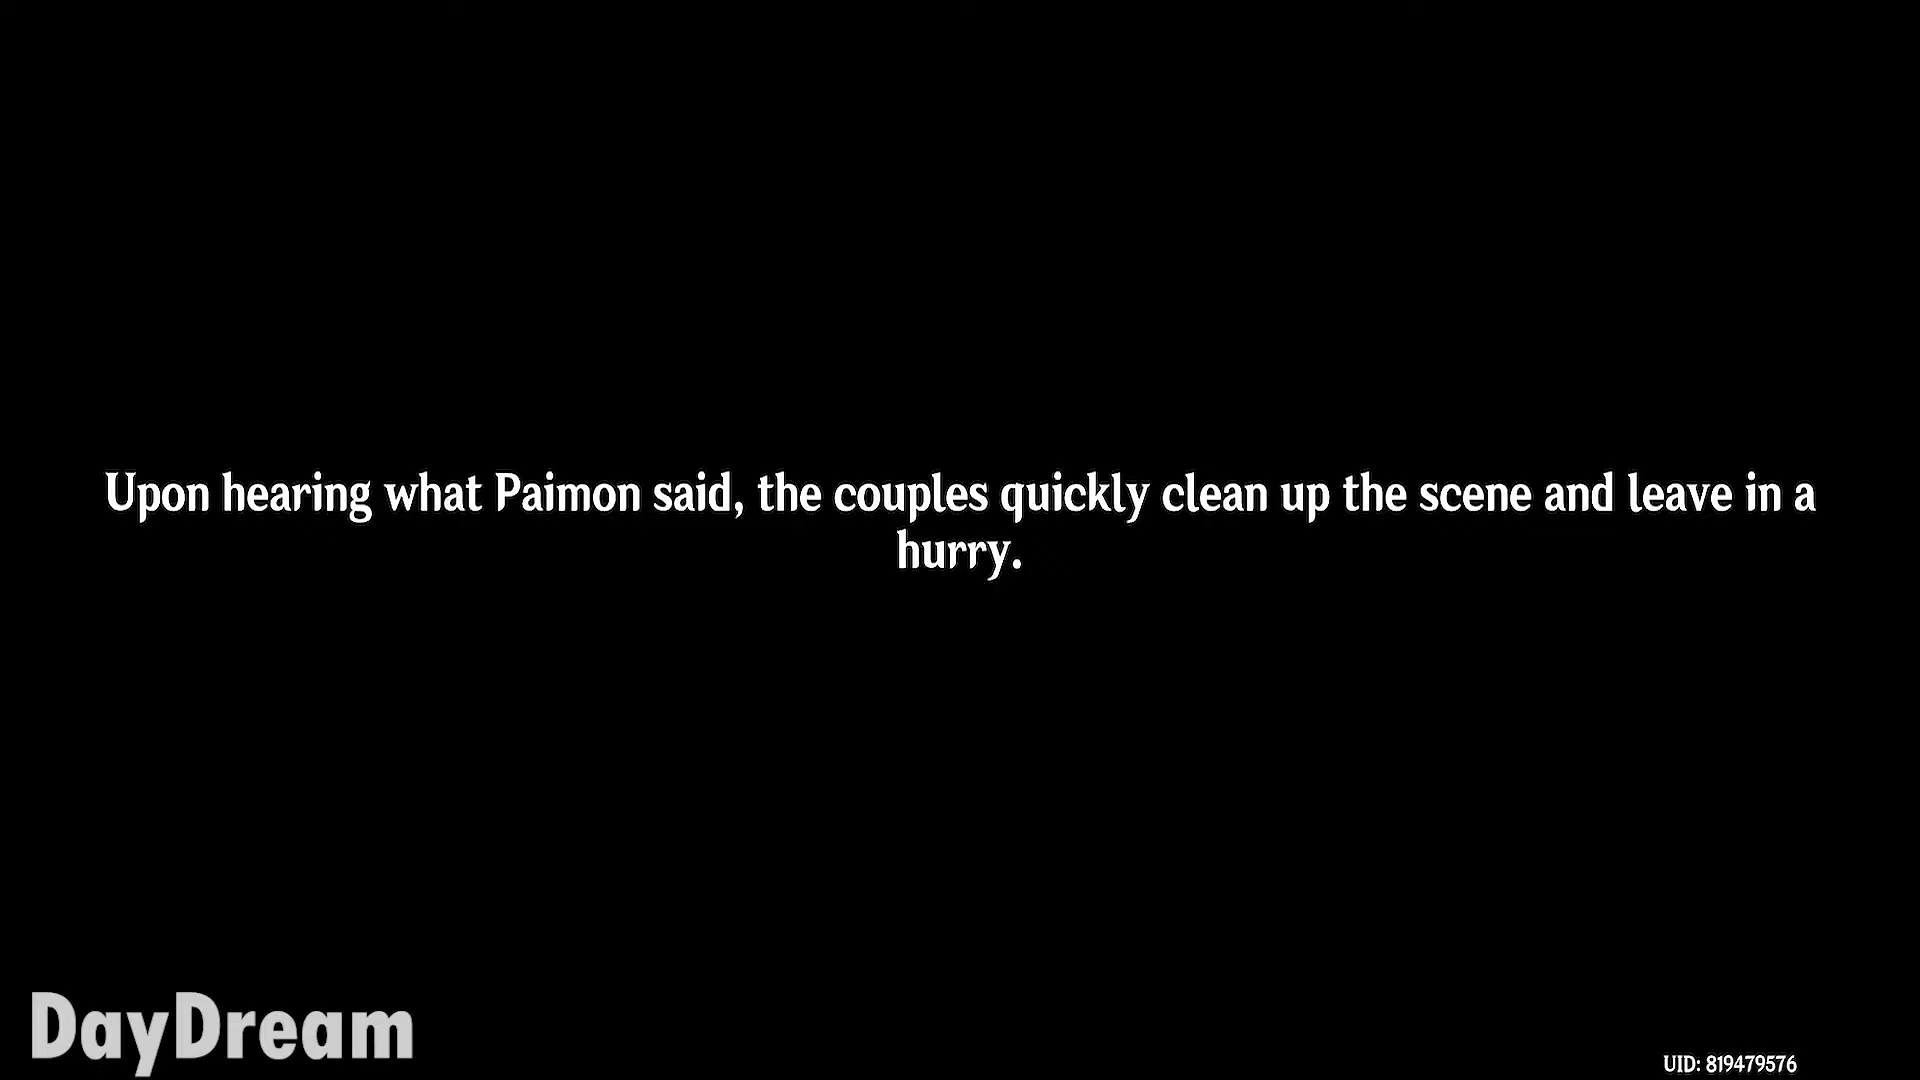 Upon hearing what Paimon said, the couples quickly clean up the scene and leave in a
hurry.
DayDream
UID: 819479576